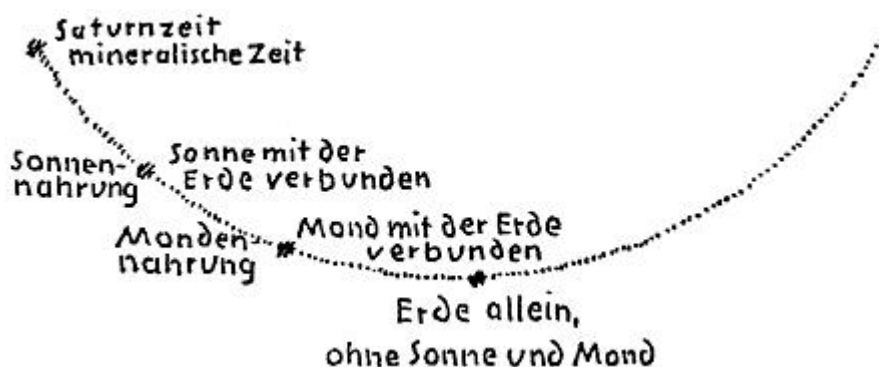 Saturnzeit
mineralische Zeit
Sonnen-
nahrung
Sonne mit der
Erde verbunden
Monden-
nahrung
Mond mit der Erde
verbunden
Erde allein,
ohne Sonne und Mond